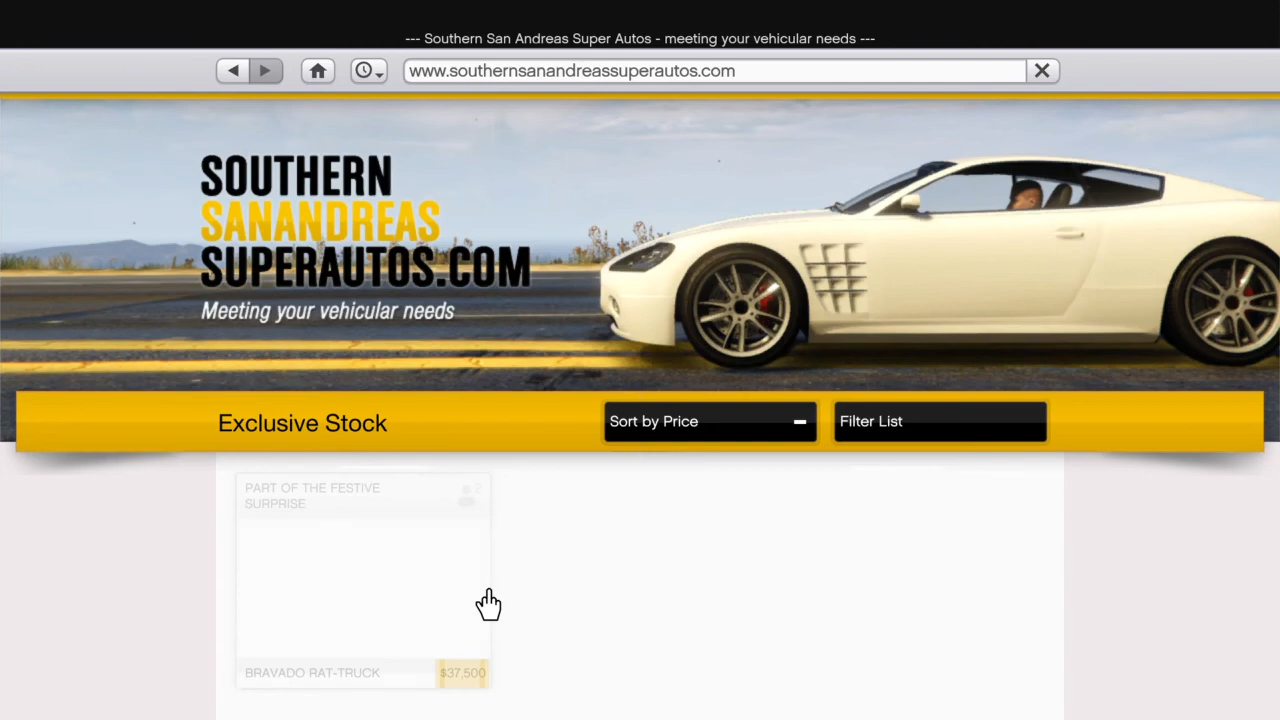 --- Southern San Andreas Super Autos - meeting your vehicular needs ---
www.southernsanandreassuperautos.com
SOUTHERN
SANANDREAS
SUPERAUTOS.COM
Meeting your vehicular needs
Exclusive Stock
Sort by Price
Filter List
PART OF THE FESTIVE
SURPRISE
2
BRAVADO RAT-TRUCK
$37,500